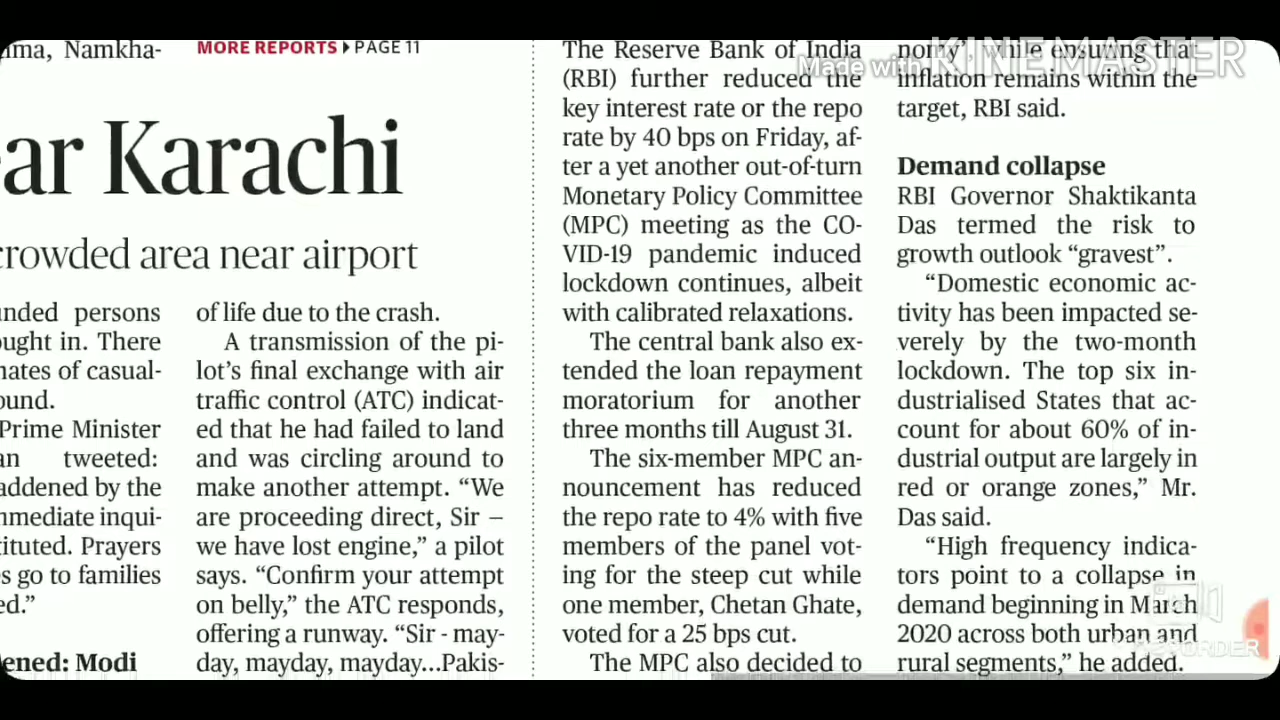 ma, Namkha-
MORE REPORTS PAGE 11
ar Karachi
crowded area near airport
nded persons
ught in. There
ates of casual-
ound.
Prime Minister
an tweeted:
addened by the
mmediate inqui-
ituted. Prayers
s go to families
ed.”
ened: Modi
of life due to the crash.
A transmission of the pi-
lot’s final exchange with air
traffic control (ATC) indicat-
ed that he had failed to land
and was circling around to
make another attempt. “We
are proceeding direct, Sir –
we have lost engine,” a pilot
says. “Confirm your attempt
on belly,” the ATC responds,
offering a runway. “Sir - may-
day, mayday, mayday...Pakis-
The Reserve Bank of India
(RBI) further reduced the
key interest rate or the repo
rate by 40 bps on Friday, af-
ter a yet another out-of-turn
Monetary Policy Committee
(MPC) meeting as the CO-
VID-19 pandemic induced
lockdown continues, albeit
with calibrated relaxations.
The central bank also ex-
tended the loan repayment
moratorium for another
three months till August 31.
The six-member MPC an-
nouncement has reduced
the repo rate to 4% with five
members of the panel vot-
ing for the steep cut while
one member, Chetan Ghate,
voted for a 25 bps cut.
The MPC also decided to
nomy’, while ensuring that
inflation remains within the
target, RBI said.
Demand collapse
RBI Governor Shaktikanta
Das termed the risk to
growth outlook “gravest”.
“Domestic economic ac-
tivity has been impacted se-
verely by the two-month
lockdown. The top six in-
dustrialised States that ac-
count for about 60% of in-
dustrial output are largely in
red or orange zones,” Mr.
Das said.
“High frequency indica-
tors point to a collapse in
demand beginning in March
2020 across both urban and
rural segments,” he added.
Made with KINEMASTER
RECORDER